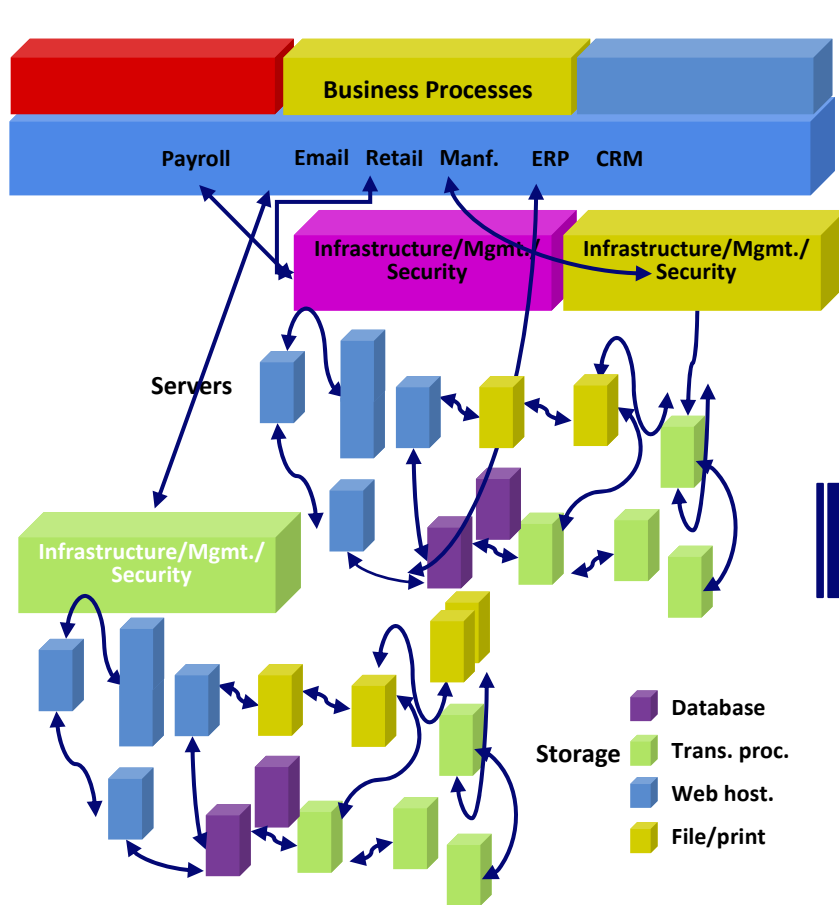 Business Processes
Payroll Email Retail Manf. ERP CRM
Infrastructure/Mgmt./
Security
Infrastructure/Mgmt./
Security
Servers
Infrastructure/Mgmt./
Security
Storage
Database
Trans. proc.
Web host.
File/print